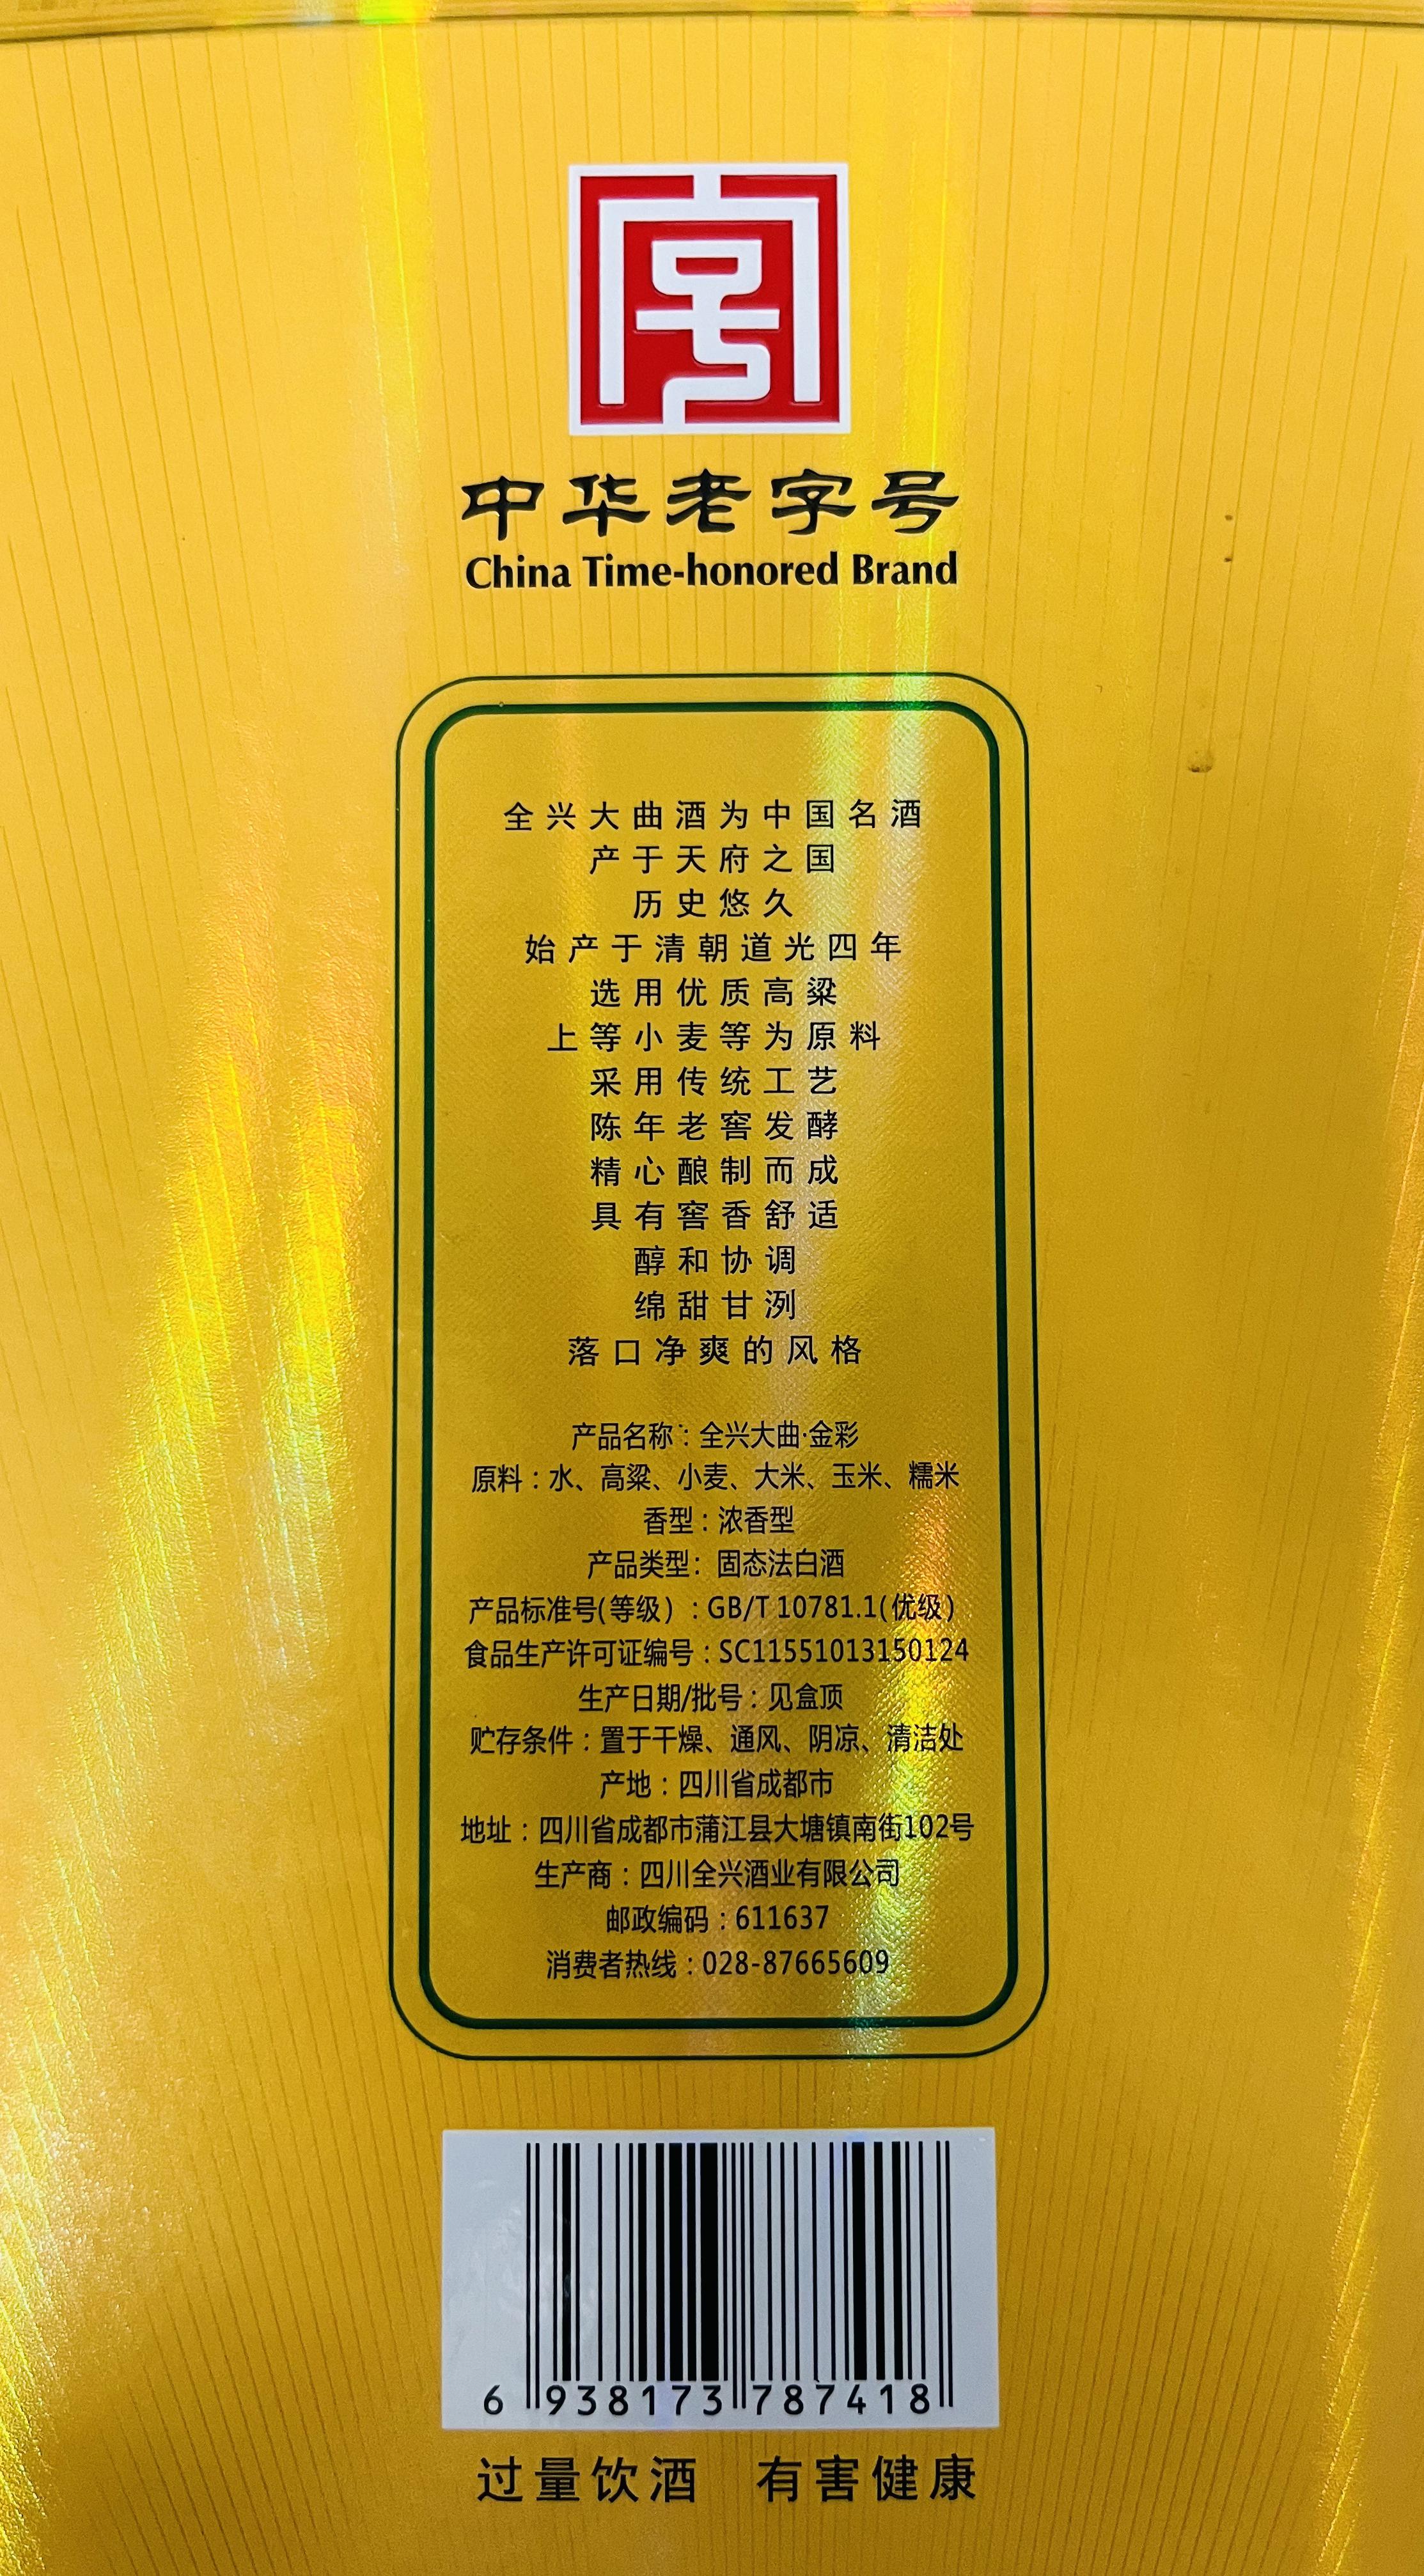 中华老字号
China Time-honored Brand
全兴大曲酒为中国名酒
产于天府之国
历史悠久
始产于清朝道光四年
选用优质高粱
上等小麦等为原料
采用传统工艺
陈年老窖发酵
精心酿制而成
具有窖香舒适
醇和协调
绵甜甘洌
落口净爽的风格
产品名称：全兴大曲·金彩
原料：水、高粱、小麦、大米、玉米、糯米
香型：浓香型
产品类型：固态法白酒
产品标准号(等级）：GB/T 10781.1(优级）
食品生产许可证编号：SC11551013150124
生产日期/批号：见盒顶
贮存条件：置于干燥、通风、阴凉、清洁处
产地：四川省成都市
地址：四川省成都市蒲江县大塘镇南街102号
生产商：四川全兴酒业有限公司
邮政编码：611637
消费者热线：028-87665609
6 938173 787418
过量饮酒 有害健康